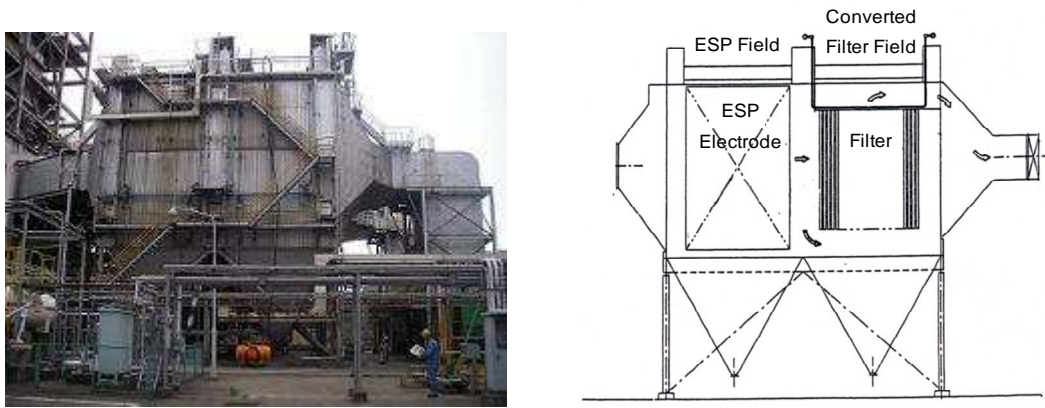 Converted
ESP Field
Filter Field
ESP
Electrode
Filter